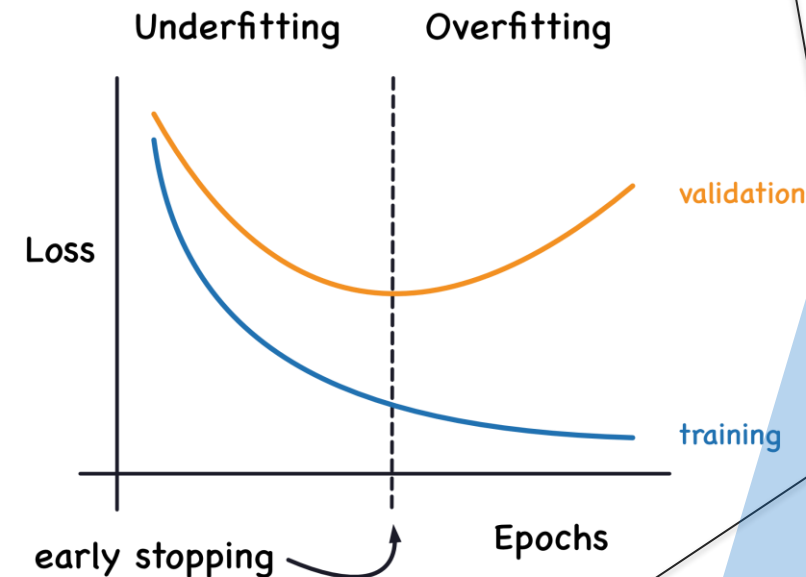 Underfitting
Overfitting
validation
Loss
training
Epochs
early stopping